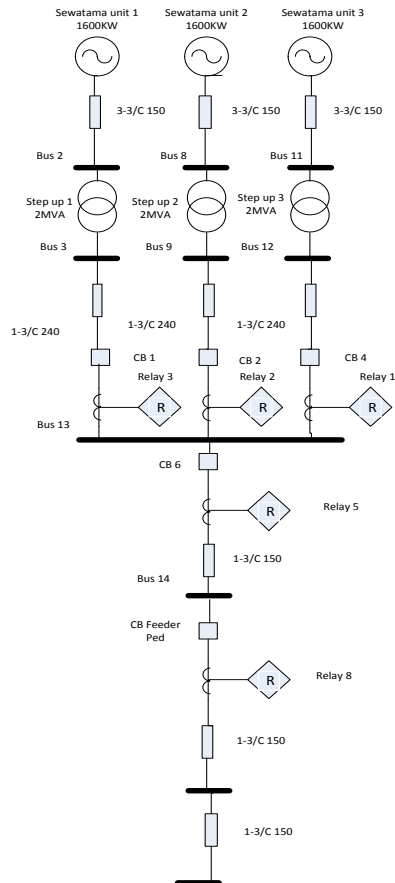 Sewatama unit 1
1600KW
Sewatama unit 2
1600KW
Sewatama unit 3
1600KW
3-3/C 150
3-3/C 150
3-3/C 150
Bus 2
Bus 8
Bus 11
Step up 1
2MVA
Step up 2
2MVA
Step up 3
2MVA
Bus 3
Bus 9
Bus 12
1-3/C 240
1-3/C 240
1-3/C 240
CB 1
CB 2
CB 4
Relay 3
Relay 2
Relay 1
R
R
R
Bus 13
CB 6
R
Relay 5
1-3/C 150
Bus 14
CB Feeder
Ped
R
Relay 8
1-3/C 150
1-3/C 150